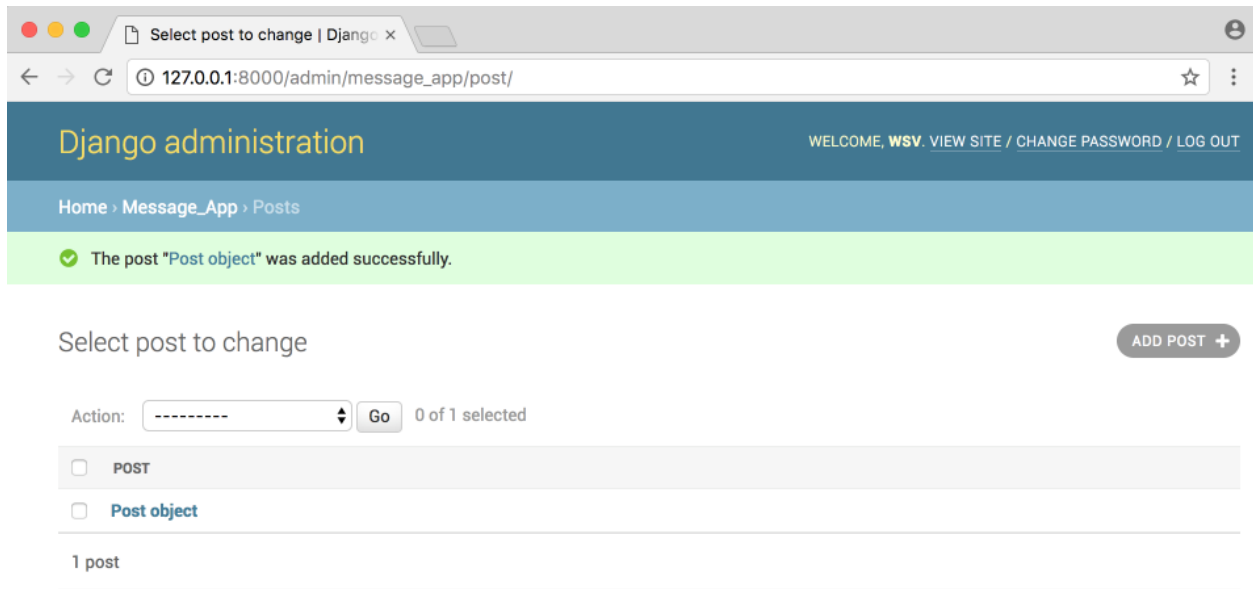 Select post to change | Django
127.0.0.1:8000/admin/message_app/post/
Django administration
WELCOME, WSV. VIEW SITE / CHANGE PASSWORD / LOG OUT
Home › Message_App › Posts
The post "Post object" was added successfully.
Select post to change
ADD POST +
Action: --------- Go 0 of 1 selected
POST
Post object
1 post